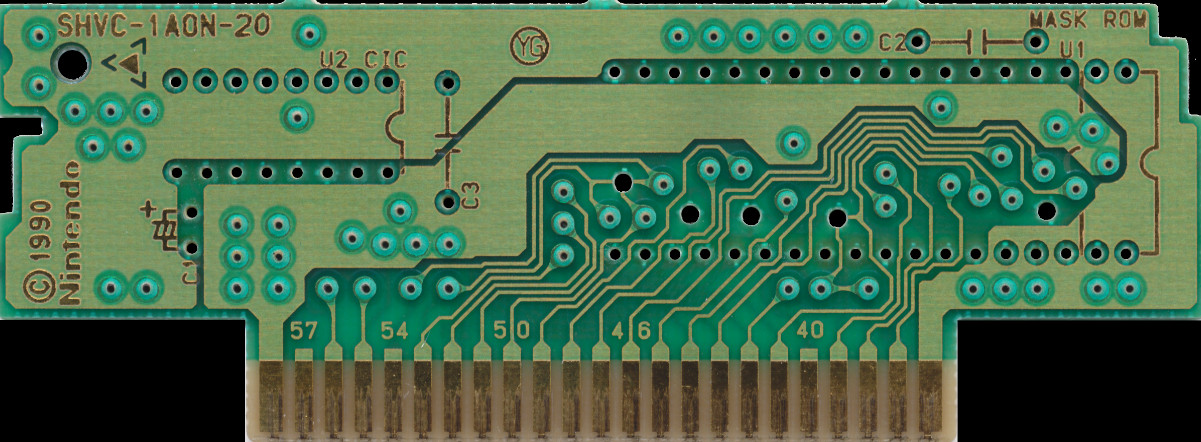 SHVC-1A0N-20
YG
MASK ROM
U2 CIC
C2
U1
C3
+
C1
© 1990
Nintendo
57 54 50 46 40